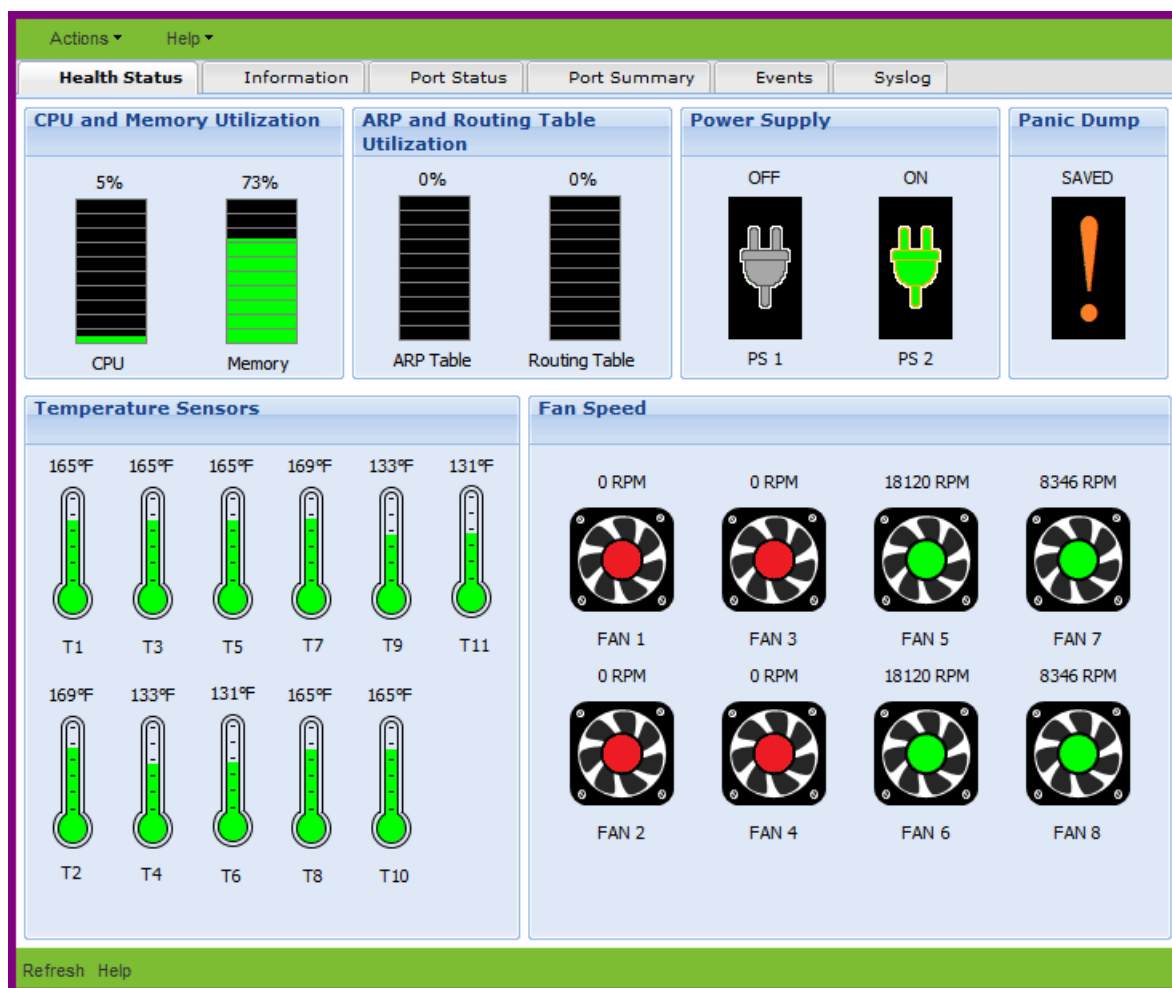 Actions Help
Health Status Information Port Status Port Summary Events Syslog
CPU and Memory Utilization
5% 73%
CPU Memory
ARP and Routing Table
Utilization
0% 0%
ARP Table Routing Table
Power Supply
OFF ON
PS 1 PS 2
Panic Dump
SAVED
Temperature Sensors
165°F 165°F 165°F 169°F 133°F 131°F
T1 T3 T5 T7 T9 T11
169°F 133°F 131°F 165°F 165°F
T2 T4 T6 T8 T10
Fan Speed
0 RPM 0 RPM 18120 RPM 8346 RPM
FAN 1 FAN 3 FAN 5 FAN 7
0 RPM 0 RPM 18120 RPM 8346 RPM
FAN 2 FAN 4 FAN 6 FAN 8
Refresh Help